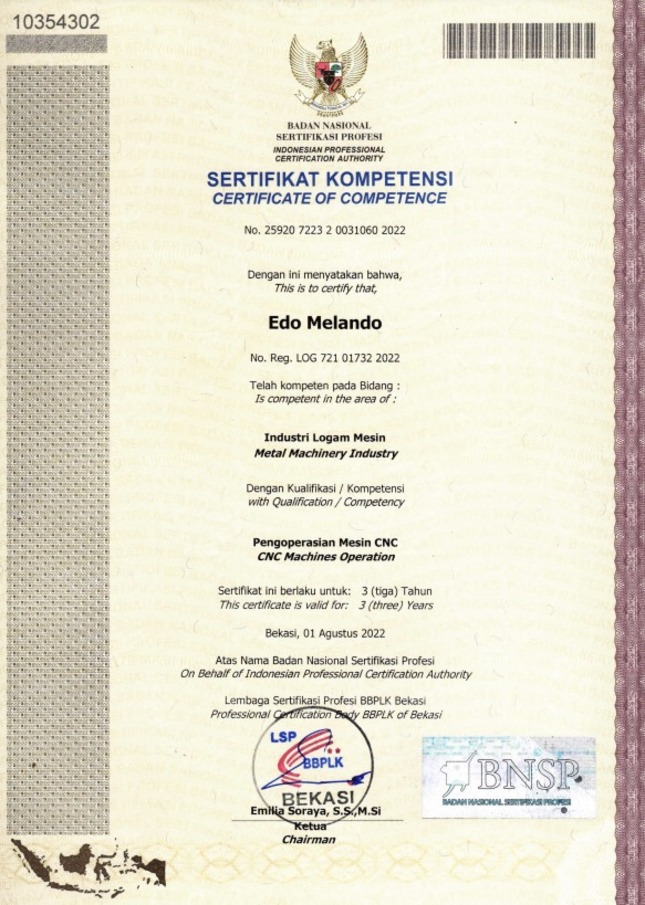 10354302
BADAN NASIONAL
SERTIFIKASI PROFESI
INDONESIAN PROFESSIONAL
CERTIFICATION AUTHORITY
SERTIFIKAT KOMPETENSI
CERTIFICATE OF COMPETENCE
No. 25920 7223 2 0031060 2022
Dengan ini menyatakan bahwa,
This is to certify that,
Edo Melando
No. Reg. LOG 721 01732 2022
Telah kompeten pada Bidang :
Is competent in the area of :
Industri Logam Mesin
Metal Machinery Industry
Dengan Kualifikasi / Kompetensi
with Qualification / Competency
Pengoperasian Mesin CNC
CNC Machines Operation
Sertifikat ini berlaku untuk: 3 (tiga) Tahun
This certificate is valid for: 3 (three) Years
Bekasi, 01 Agustus 2022
Atas Nama Badan Nasional Sertifikasi Profesi
On Behalf of Indonesian Professional Certification Authority
Lembaga Sertifikasi Profesi BBPLK Bekasi
Professional Certification Body BBPLK of Bekasi
LSP
BBPLK
BEKASI
BNSP
BADAN NASIONAL SERTIFIKASI PROFESI
Emilia Soraya, S.S.,M.Si
Ketua
Chairman